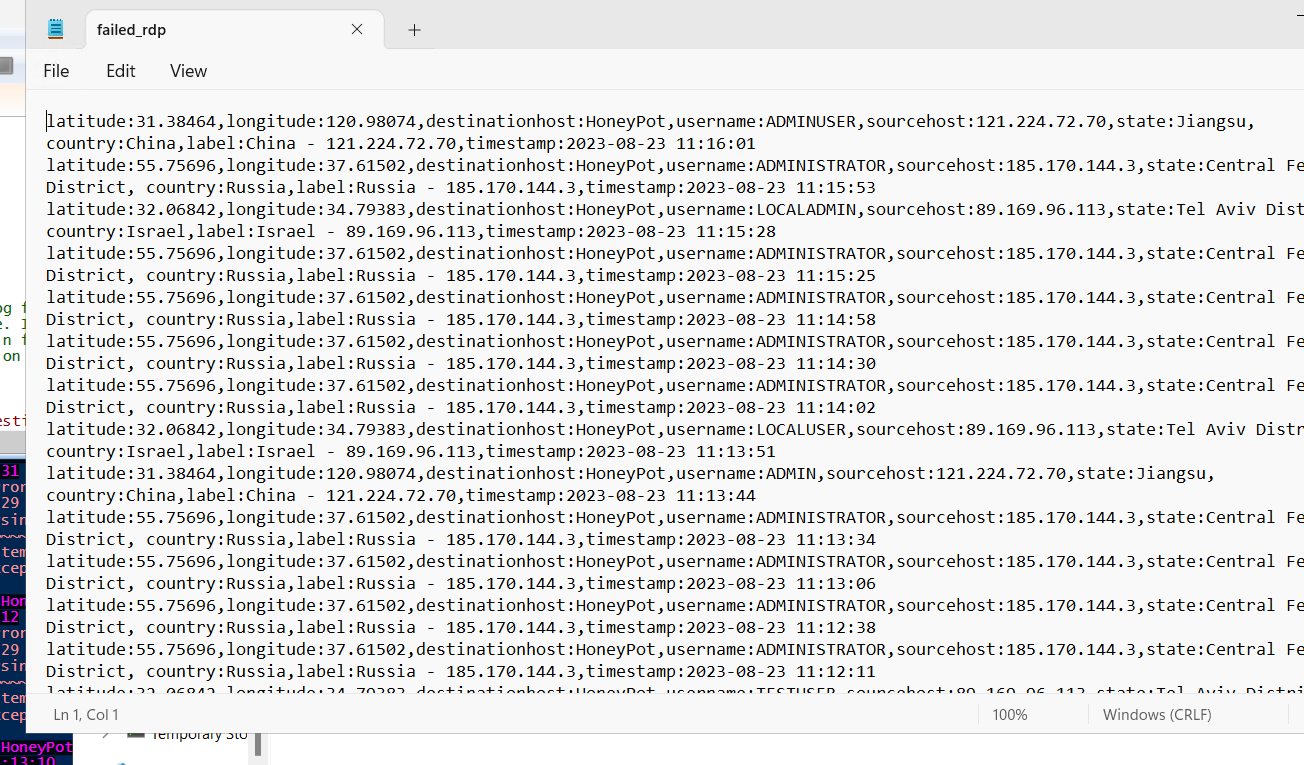 failed_rdp
File Edit View
latitude:31.38464,longitude:120.98074,destinationhost:HoneyPot,username:ADMINUSER,sourcehost:121.224.72.70,state:Jiangsu,
country:China,label:China - 121.224.72.70,timestamp:2023-08-23 11:16:01
latitude:55.75696,longitude:37.61502,destinationhost:HoneyPot,username:ADMINISTRATOR,sourcehost:185.170.144.3,state:Central Fe
District, country:Russia,label:Russia - 185.170.144.3,timestamp:2023-08-23 11:15:53
latitude:32.06842,longitude:34.79383,destinationhost:HoneyPot,username:LOCALADMIN,sourcehost:89.169.96.113,state:Tel Aviv Dist
country:Israel,label:Israel - 89.169.96.113,timestamp:2023-08-23 11:15:28
latitude:55.75696,longitude:37.61502,destinationhost:HoneyPot,username:ADMINISTRATOR,sourcehost:185.170.144.3,state:Central Fe
District, country:Russia,label:Russia - 185.170.144.3,timestamp:2023-08-23 11:15:25
latitude:55.75696,longitude:37.61502,destinationhost:HoneyPot,username:ADMINISTRATOR,sourcehost:185.170.144.3,state:Central Fe
District, country:Russia,label:Russia - 185.170.144.3,timestamp:2023-08-23 11:14:58
latitude:55.75696,longitude:37.61502,destinationhost:HoneyPot,username:ADMINISTRATOR,sourcehost:185.170.144.3,state:Central Fe
District, country:Russia,label:Russia - 185.170.144.3,timestamp:2023-08-23 11:14:30
latitude:55.75696,longitude:37.61502,destinationhost:HoneyPot,username:ADMINISTRATOR,sourcehost:185.170.144.3,state:Central Fe
District, country:Russia,label:Russia - 185.170.144.3,timestamp:2023-08-23 11:14:02
latitude:32.06842,longitude:34.79383,destinationhost:HoneyPot,username:LOCALUSER,sourcehost:89.169.96.113,state:Tel Aviv Distr
country:Israel,label:Israel - 89.169.96.113,timestamp:2023-08-23 11:13:51
latitude:31.38464,longitude:120.98074,destinationhost:HoneyPot,username:ADMIN,sourcehost:121.224.72.70,state:Jiangsu,
country:China,label:China - 121.224.72.70,timestamp:2023-08-23 11:13:44
latitude:55.75696,longitude:37.61502,destinationhost:HoneyPot,username:ADMINISTRATOR,sourcehost:185.170.144.3,state:Central Fe
District, country:Russia,label:Russia - 185.170.144.3,timestamp:2023-08-23 11:13:34
latitude:55.75696,longitude:37.61502,destinationhost:HoneyPot,username:ADMINISTRATOR,sourcehost:185.170.144.3,state:Central Fe
District, country:Russia,label:Russia - 185.170.144.3,timestamp:2023-08-23 11:13:06
latitude:55.75696,longitude:37.61502,destinationhost:HoneyPot,username:ADMINISTRATOR,sourcehost:185.170.144.3,state:Central Fe
District, country:Russia,label:Russia - 185.170.144.3,timestamp:2023-08-23 11:12:38
latitude:55.75696,longitude:37.61502,destinationhost:HoneyPot,username:ADMINISTRATOR,sourcehost:185.170.144.3,state:Central Fe
District, country:Russia,label:Russia - 185.170.144.3,timestamp:2023-08-23 11:12:11
latitude:32.06842,longitude:34.79383,destinationhost:HoneyPot,username:TESTUSER,sourcehost:89.169.96.113,state:Tel Aviv Distri
Ln 1, Col 1 100% Windows (CRLF)
Temporary Sto
HoneyPot
:13:10